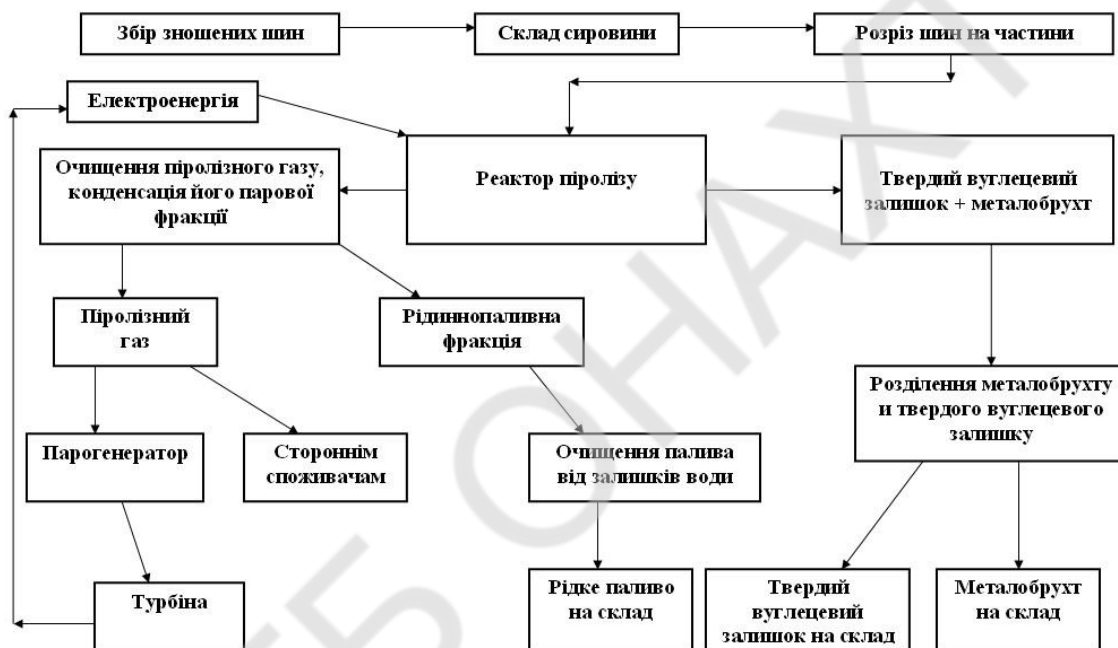 Збір зношених шин
Склад сировини
Розріз шин на частини
Електроенергія
Очищення піролізного газу,
конденсація його парової
фракції
Реактор піролізу
Твердий вуглецевий
залишок + металобрухт
Піролізний
газ
Рідиннопаливна
фракція
Розділення металобрухту
и твердого вуглецевого
залишку
Парогенератор
Стороннім
споживачам
Очищення палива
від залишків води
Турбіна
Рідке паливо
на склад
Твердий
вуглецевий
залишок на склад
Металобрухт
на склад
ОНАХТ